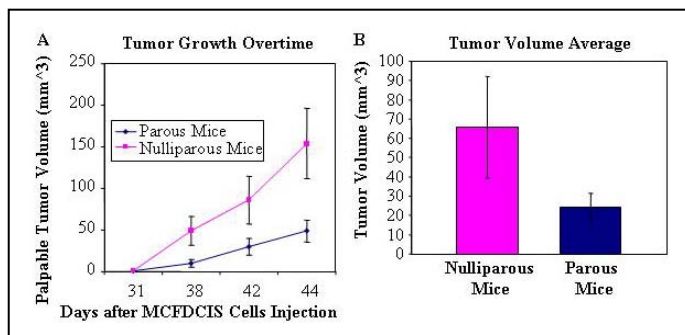 A
Tumor Growth Overtime
Palpable Tumor Volume (mm^3)
250
200
150
100
50
0
Parous Mice
Nulliparous Mice
31 38 42 44
Days after MCFDCIS Cells Injection
B
Tumor Volume Average
Tumor Volume (mm^3)
100
90
80
70
60
50
40
30
20
10
0
Nulliparous
Mice
Parous
Mice